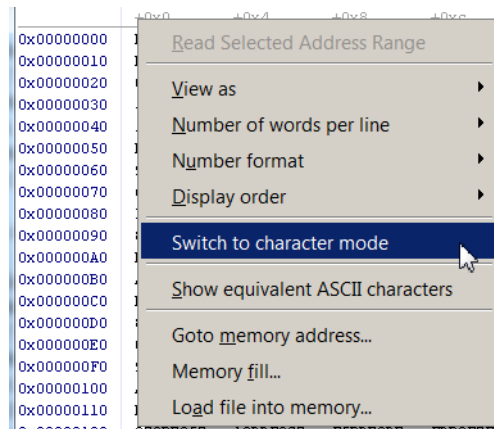 +0x0 +0x4 +0x8 +0xc
0x00000000
Read Selected Address Range
0x00000010
0x00000020
View as
0x00000030
0x00000040
Number of words per line
0x00000050
Number format
0x00000060
0x00000070
Display order
0x00000080
0x00000090
Switch to character mode
0x000000A0
0x000000B0
Show equivalent ASCII characters
0x000000C0
0x000000D0
Goto memory address...
0x000000E0
0x000000F0
Memory fill...
0x00000100
0x00000110
Load file into memory...